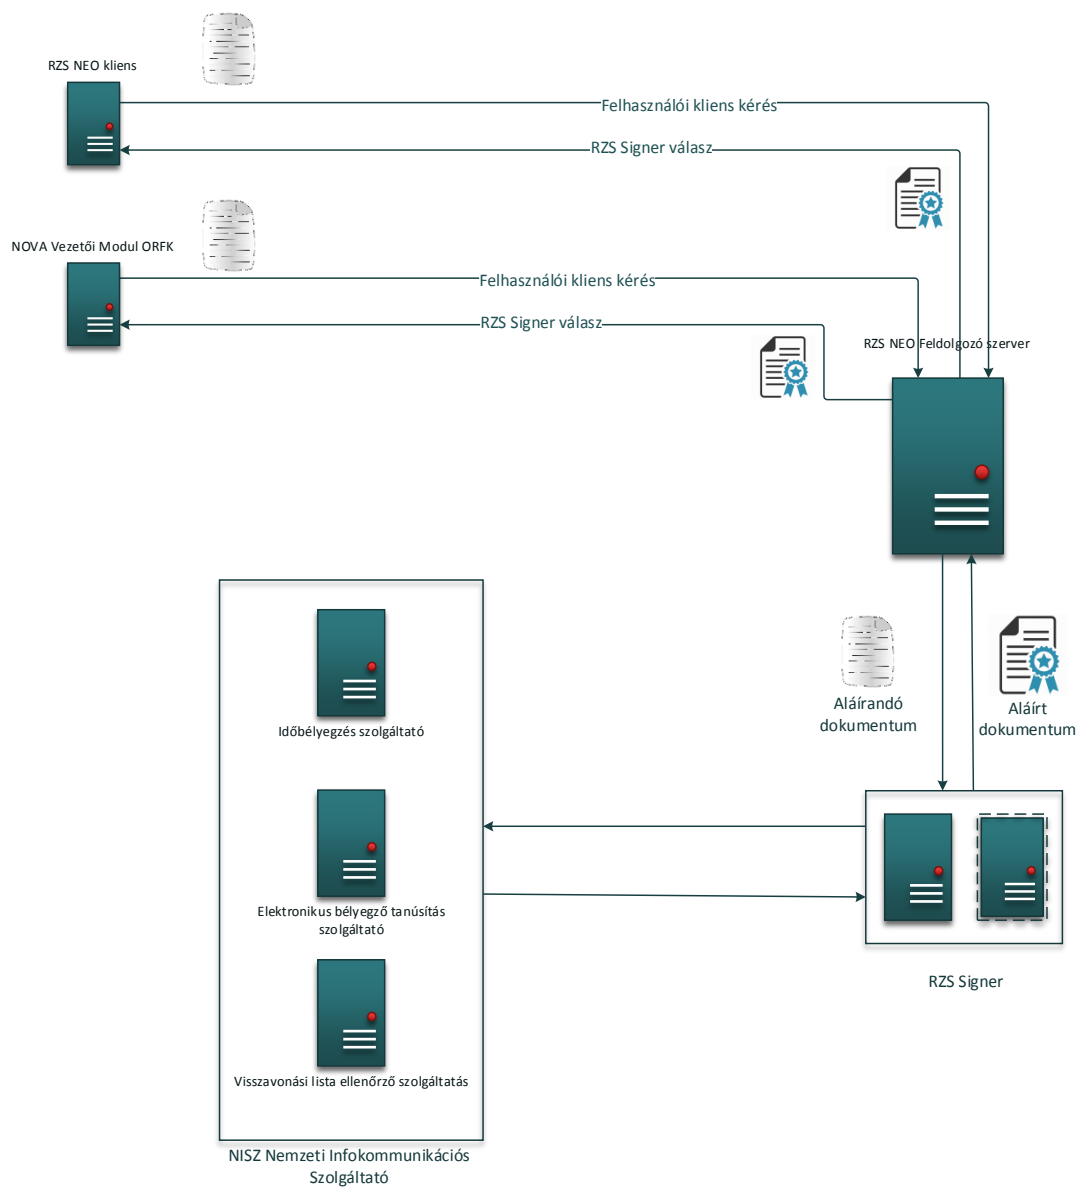 RZS NEO kliens
Felhasználói kliens kérés
RZS Signer válasz
NOVA Vezetői Modul ORFK
Felhasználói kliens kérés
RZS Signer válasz
RZS NEO Feldolgozó szerver
Aláírandó
dokumentum
Aláírt
dokumentum
Időbélyegzés szolgáltató
Elektronikus bélyegző tanúsítás
szolgáltató
RZS Signer
Visszavonási lista ellenőrző szolgáltatás
NISZ Nemzeti Infokommunikációs
Szolgáltató